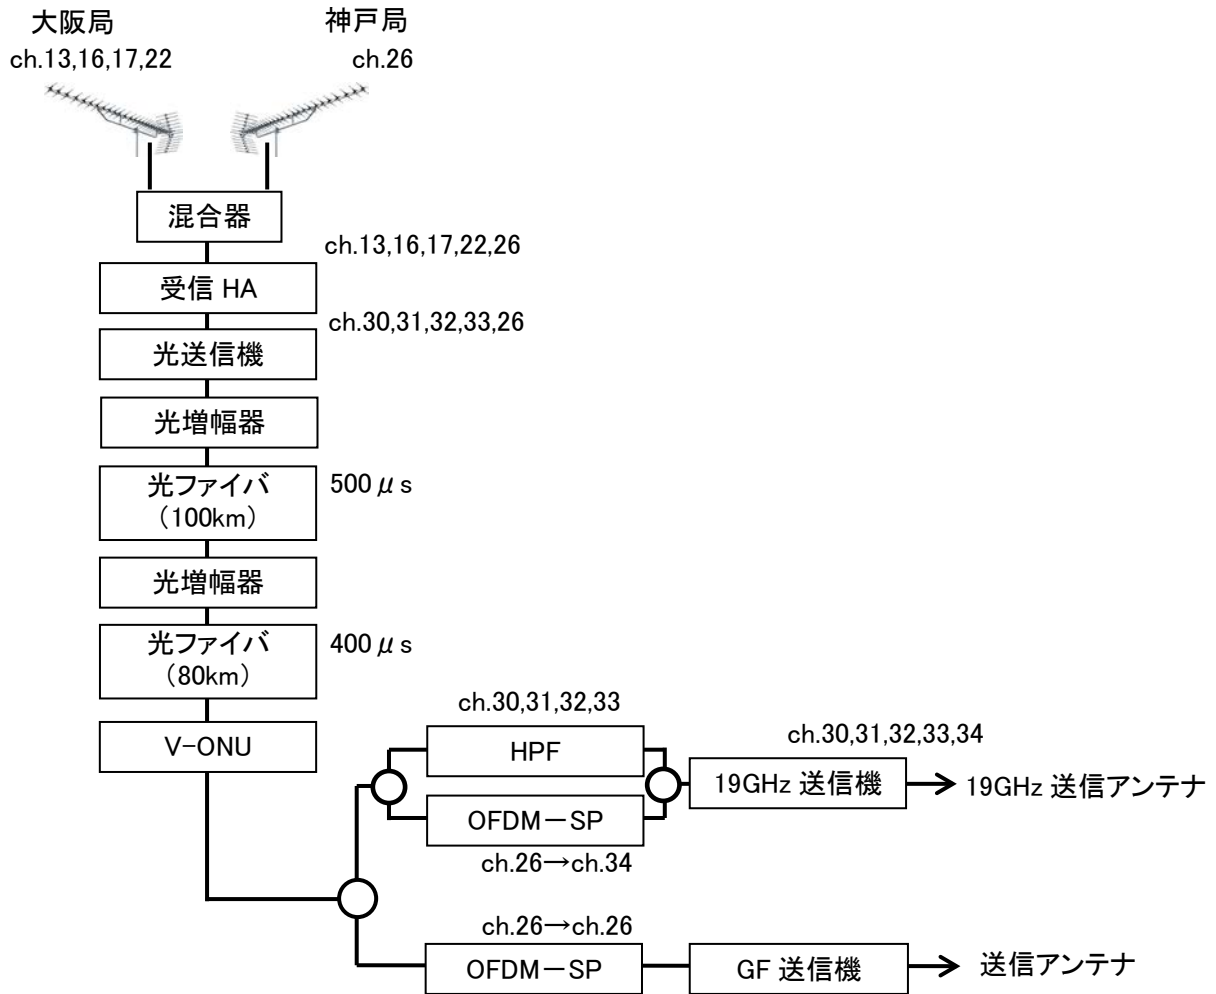 大阪局
ch.13,16,17,22
神戸局
ch.26
混合器
ch.13,16,17,22,26
受信 HA
ch.30,31,32,33,26
光送信機
光増幅器
光ファイバ
(100km)
500μs
光増幅器
光ファイバ
(80km)
400μs
V-ONU
ch.30,31,32,33
HPF
ch.30,31,32,33,34
19GHz 送信機
19GHz 送信アンテナ
OFDM-SP
ch.26→ch.34
ch.26→ch.26
OFDM-SP
GF 送信機
送信アンテナ